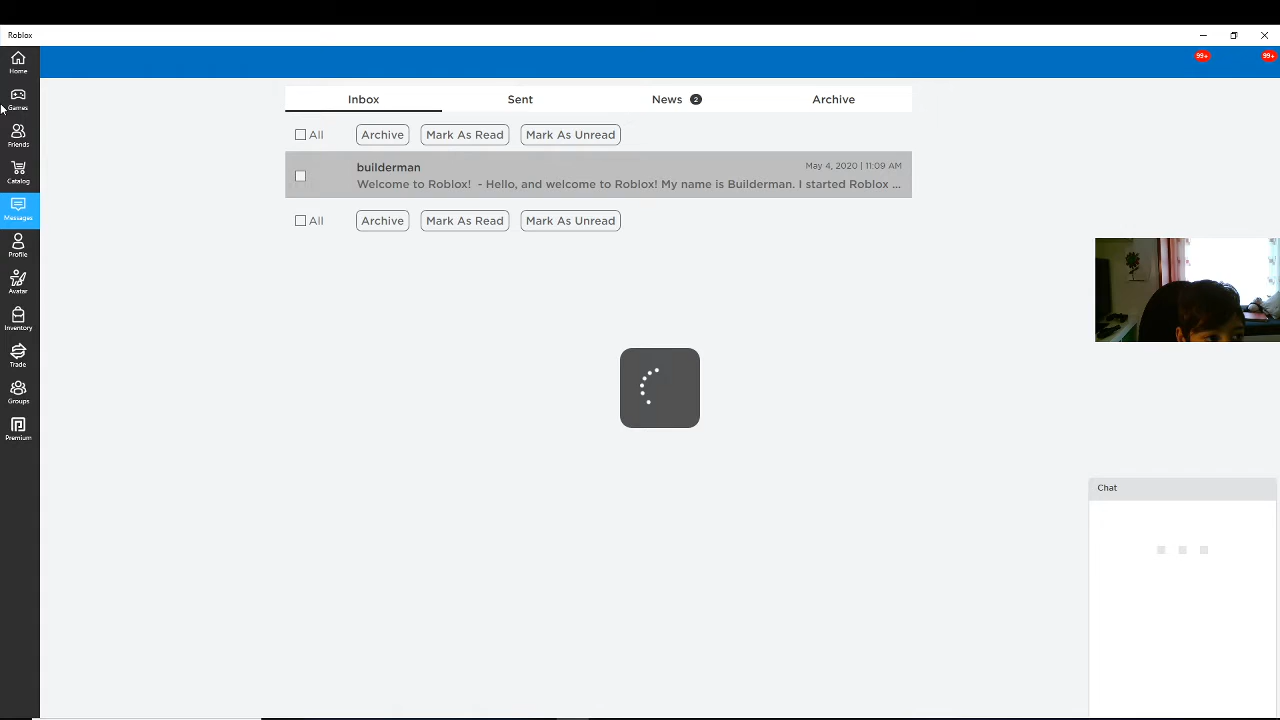 Roblox
Home
Games
Friends
Catalog
Messages
Profile
Avatar
Inventory
Trade
Groups
Premium
99+ 99+
Inbox Sent News 2 Archive
All Archive Mark As Read Mark As Unread
builderman May 4, 2020 | 11:09 AM
Welcome to Roblox! - Hello, and welcome to Roblox! My name is Builderman. I started Roblox ...
All Archive Mark As Read Mark As Unread
Chat